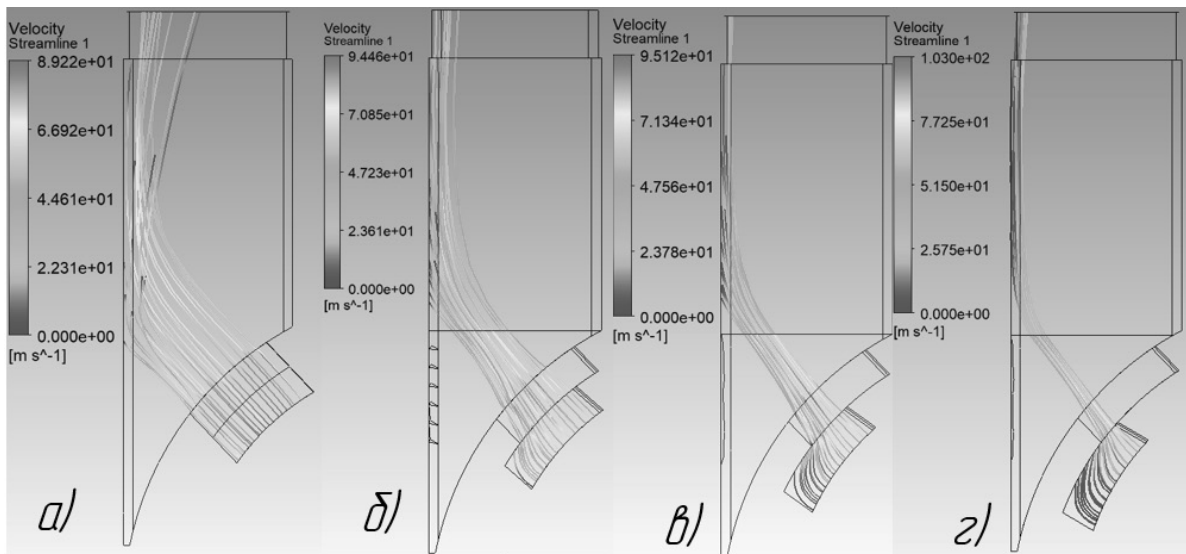 Velocity
Streamline 1
8.922e+01
6.692e+01
4.461e+01
2.231e+01
0.000e+00
[m s^-1]
а)
Velocity
Streamline 1
9.446e+01
7.085e+01
4.723e+01
2.361e+01
0.000e+00
[m s^-1]
б)
Velocity
Streamline 1
9.512e+01
7.134e+01
4.756e+01
2.378e+01
0.000e+00
[m s^-1]
в)
Velocity
Streamline 1
1.030e+02
7.725e+01
5.150e+01
2.575e+01
0.000e+00
[m s^-1]
г)